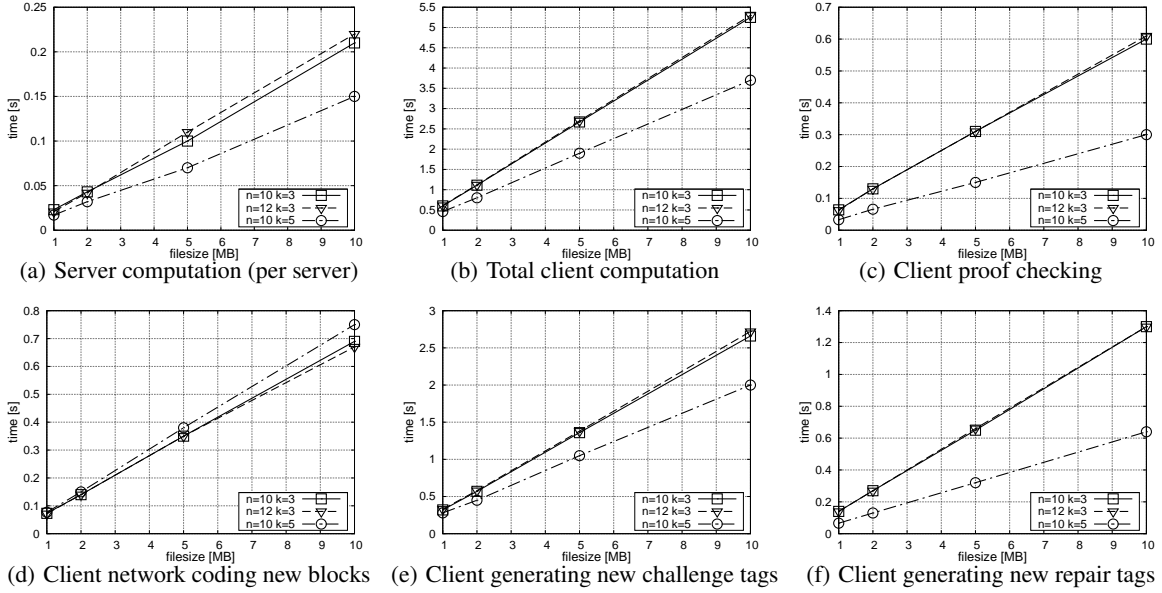 time [s]
0.25
0.2
0.15
0.1
0.05
0
n=10 k=3
n=12 k=3
n=10 k=5
1 2 3 4 5 6 7 8 9 10
filesize [MB]
(a) Server computation (per server)
time [s]
5.5
5
4.5
4
3.5
3
2.5
2
1.5
1
0.5
0
n=10 k=3
n=12 k=3
n=10 k=5
1 2 3 4 5 6 7 8 9 10
filesize [MB]
(b) Total client computation
time [s]
0.7
0.6
0.5
0.4
0.3
0.2
0.1
0
n=10 k=3
n=12 k=3
n=10 k=5
1 2 3 4 5 6 7 8 9 10
filesize [MB]
(c) Client proof checking
time [s]
0.8
0.7
0.6
0.5
0.4
0.3
0.2
0.1
0
n=10 k=3
n=12 k=3
n=10 k=5
1 2 3 4 5 6 7 8 9 10
filesize [MB]
(d) Client network coding new blocks
time [s]
3
2.5
2
1.5
1
0.5
0
n=10 k=3
n=12 k=3
n=10 k=5
1 2 3 4 5 6 7 8 9 10
filesize [MB]
(e) Client generating new challenge tags
time [s]
1.4
1.2
1
0.8
0.6
0.4
0.2
0
n=10 k=3
n=12 k=3
n=10 k=5
1 2 3 4 5 6 7 8 9 10
filesize [MB]
(f) Client generating new repair tags